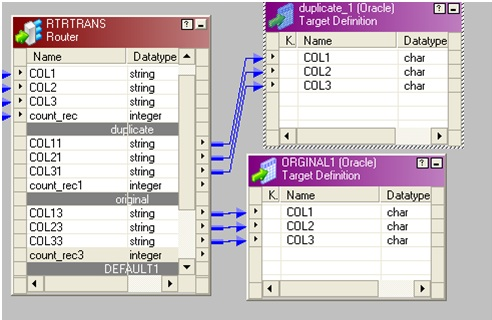 RTRTRANS
Router
Name Datatype
COL1 string
COL2 string
COL3 string
count_rec integer
duplicate
COL11 string
COL21 string
COL31 string
count_rec1 integer
original
COL13 string
COL23 string
COL33 string
count_rec3 integer
DEFAULT1
duplicate_1 (Oracle)
Target Definition
K. Name Datatype
COL1 char
COL2 char
COL3 char
ORGINAL1 (Oracle)
Target Definition
K. Name Datatype
COL1 char
COL2 char
COL3 char